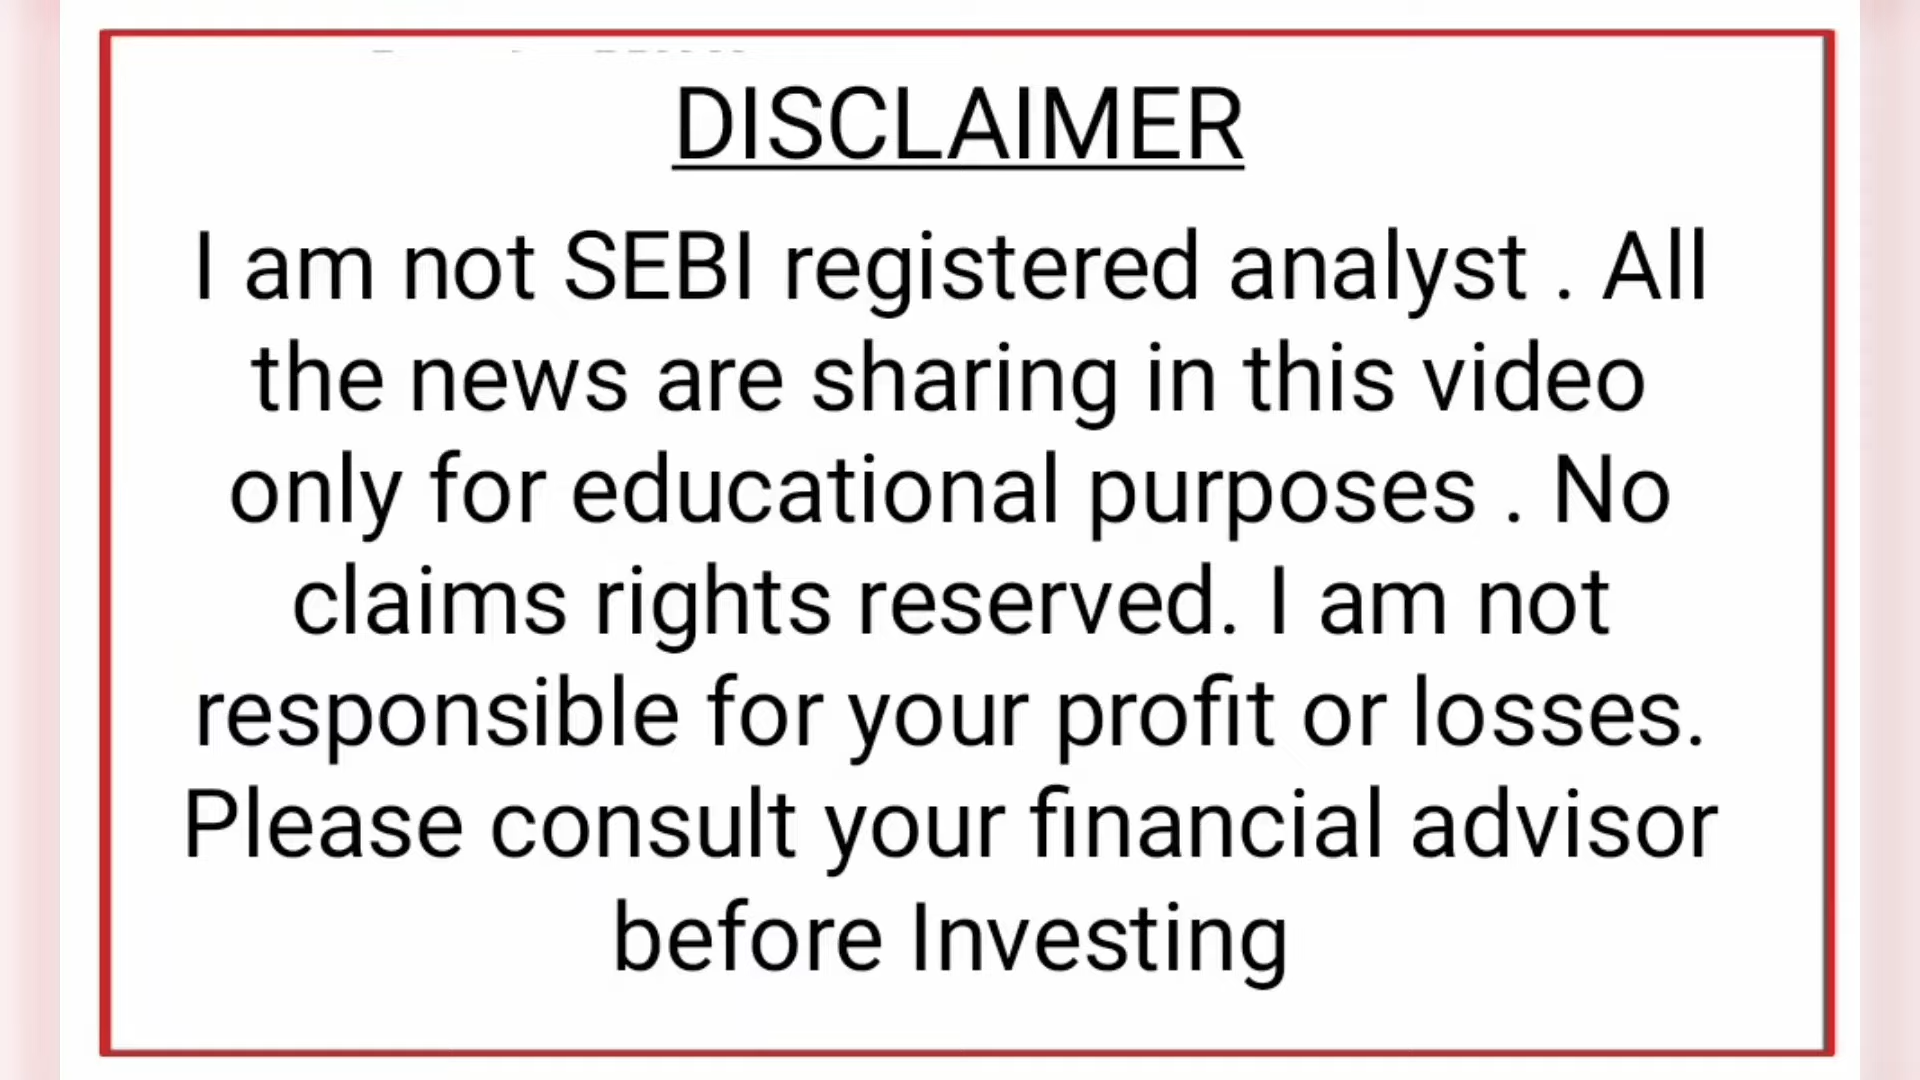 DISCLAIMER
I am not SEBI registered analyst . All
the news are sharing in this video
only for educational purposes . No
claims rights reserved. I am not
responsible for your profit or losses.
Please consult your financial advisor
before Investing